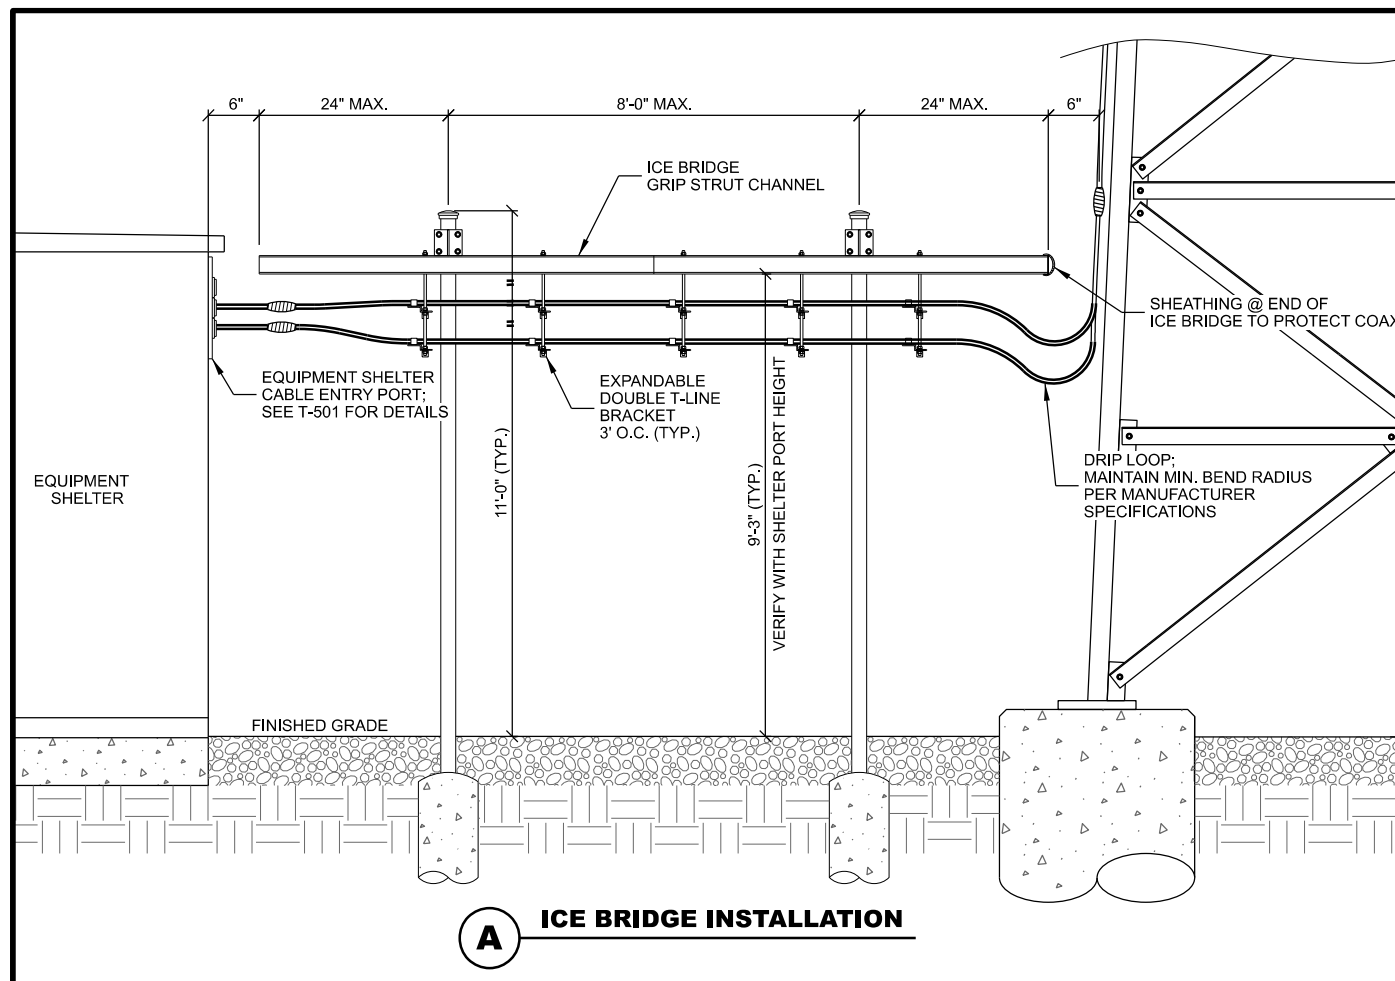 6"
24" MAX.
8'-0" MAX.
24" MAX.
6"
ICE BRIDGE
GRIP STRUT CHANNEL
SHEATHING @ END OF
ICE BRIDGE TO PROTECT COAX
EQUIPMENT SHELTER
CABLE ENTRY PORT;
SEE T-501 FOR DETAILS
EXPANDABLE
DOUBLE T-LINE
BRACKET
3' O.C. (TYP.)
11'-0" (TYP.)
9'-3" (TYP.)
VERIFY WITH SHELTER PORT HEIGHT
DRIP LOOP;
MAINTAIN MIN. BEND RADIUS
PER MANUFACTURER
SPECIFICATIONS
EQUIPMENT
SHELTER
FINISHED GRADE
A
ICE BRIDGE INSTALLATION